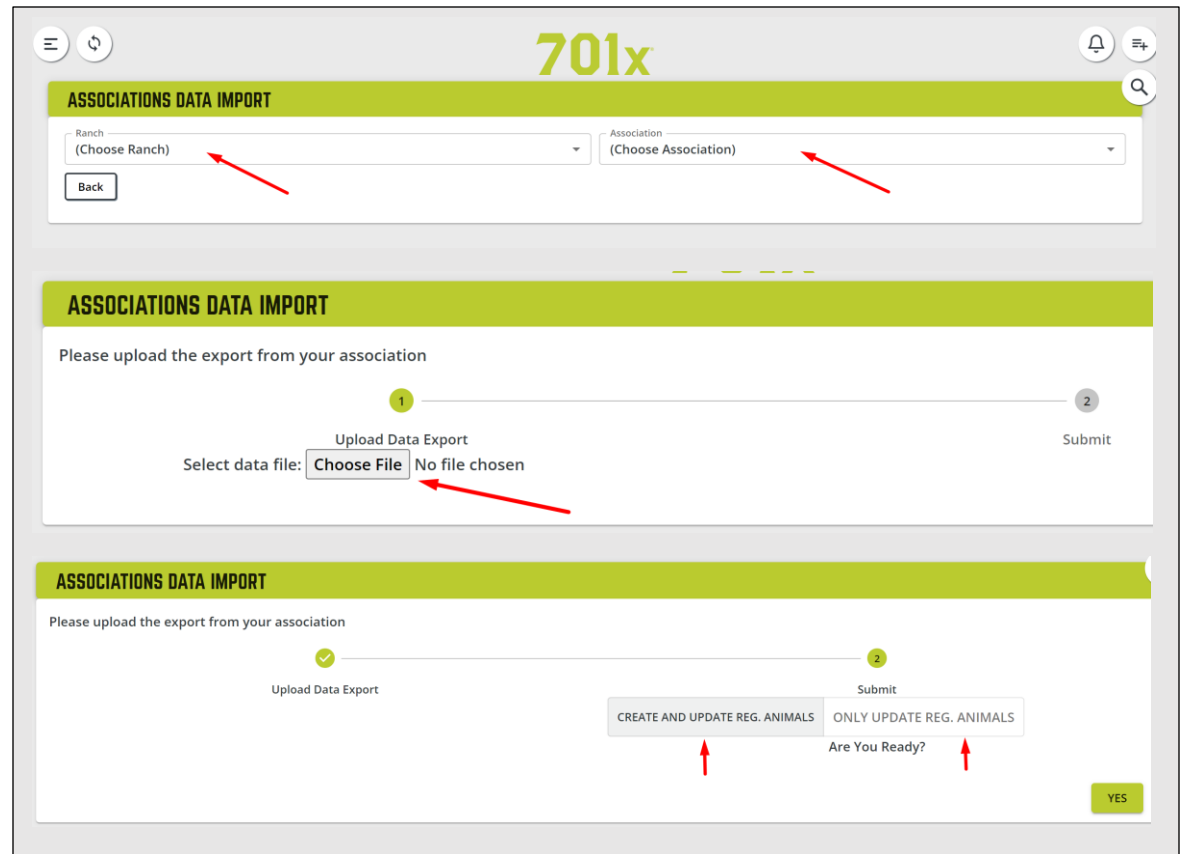 701x
ASSOCIATIONS DATA IMPORT
Ranch
(Choose Ranch)
Association
(Choose Association)
Back
ASSOCIATIONS DATA IMPORT
Please upload the export from your association
1
2
Upload Data Export
Submit
Select data file: Choose File No file chosen
ASSOCIATIONS DATA IMPORT
Please upload the export from your association
2
Upload Data Export
Submit
CREATE AND UPDATE REG. ANIMALS
ONLY UPDATE REG. ANIMALS
Are You Ready?
YES